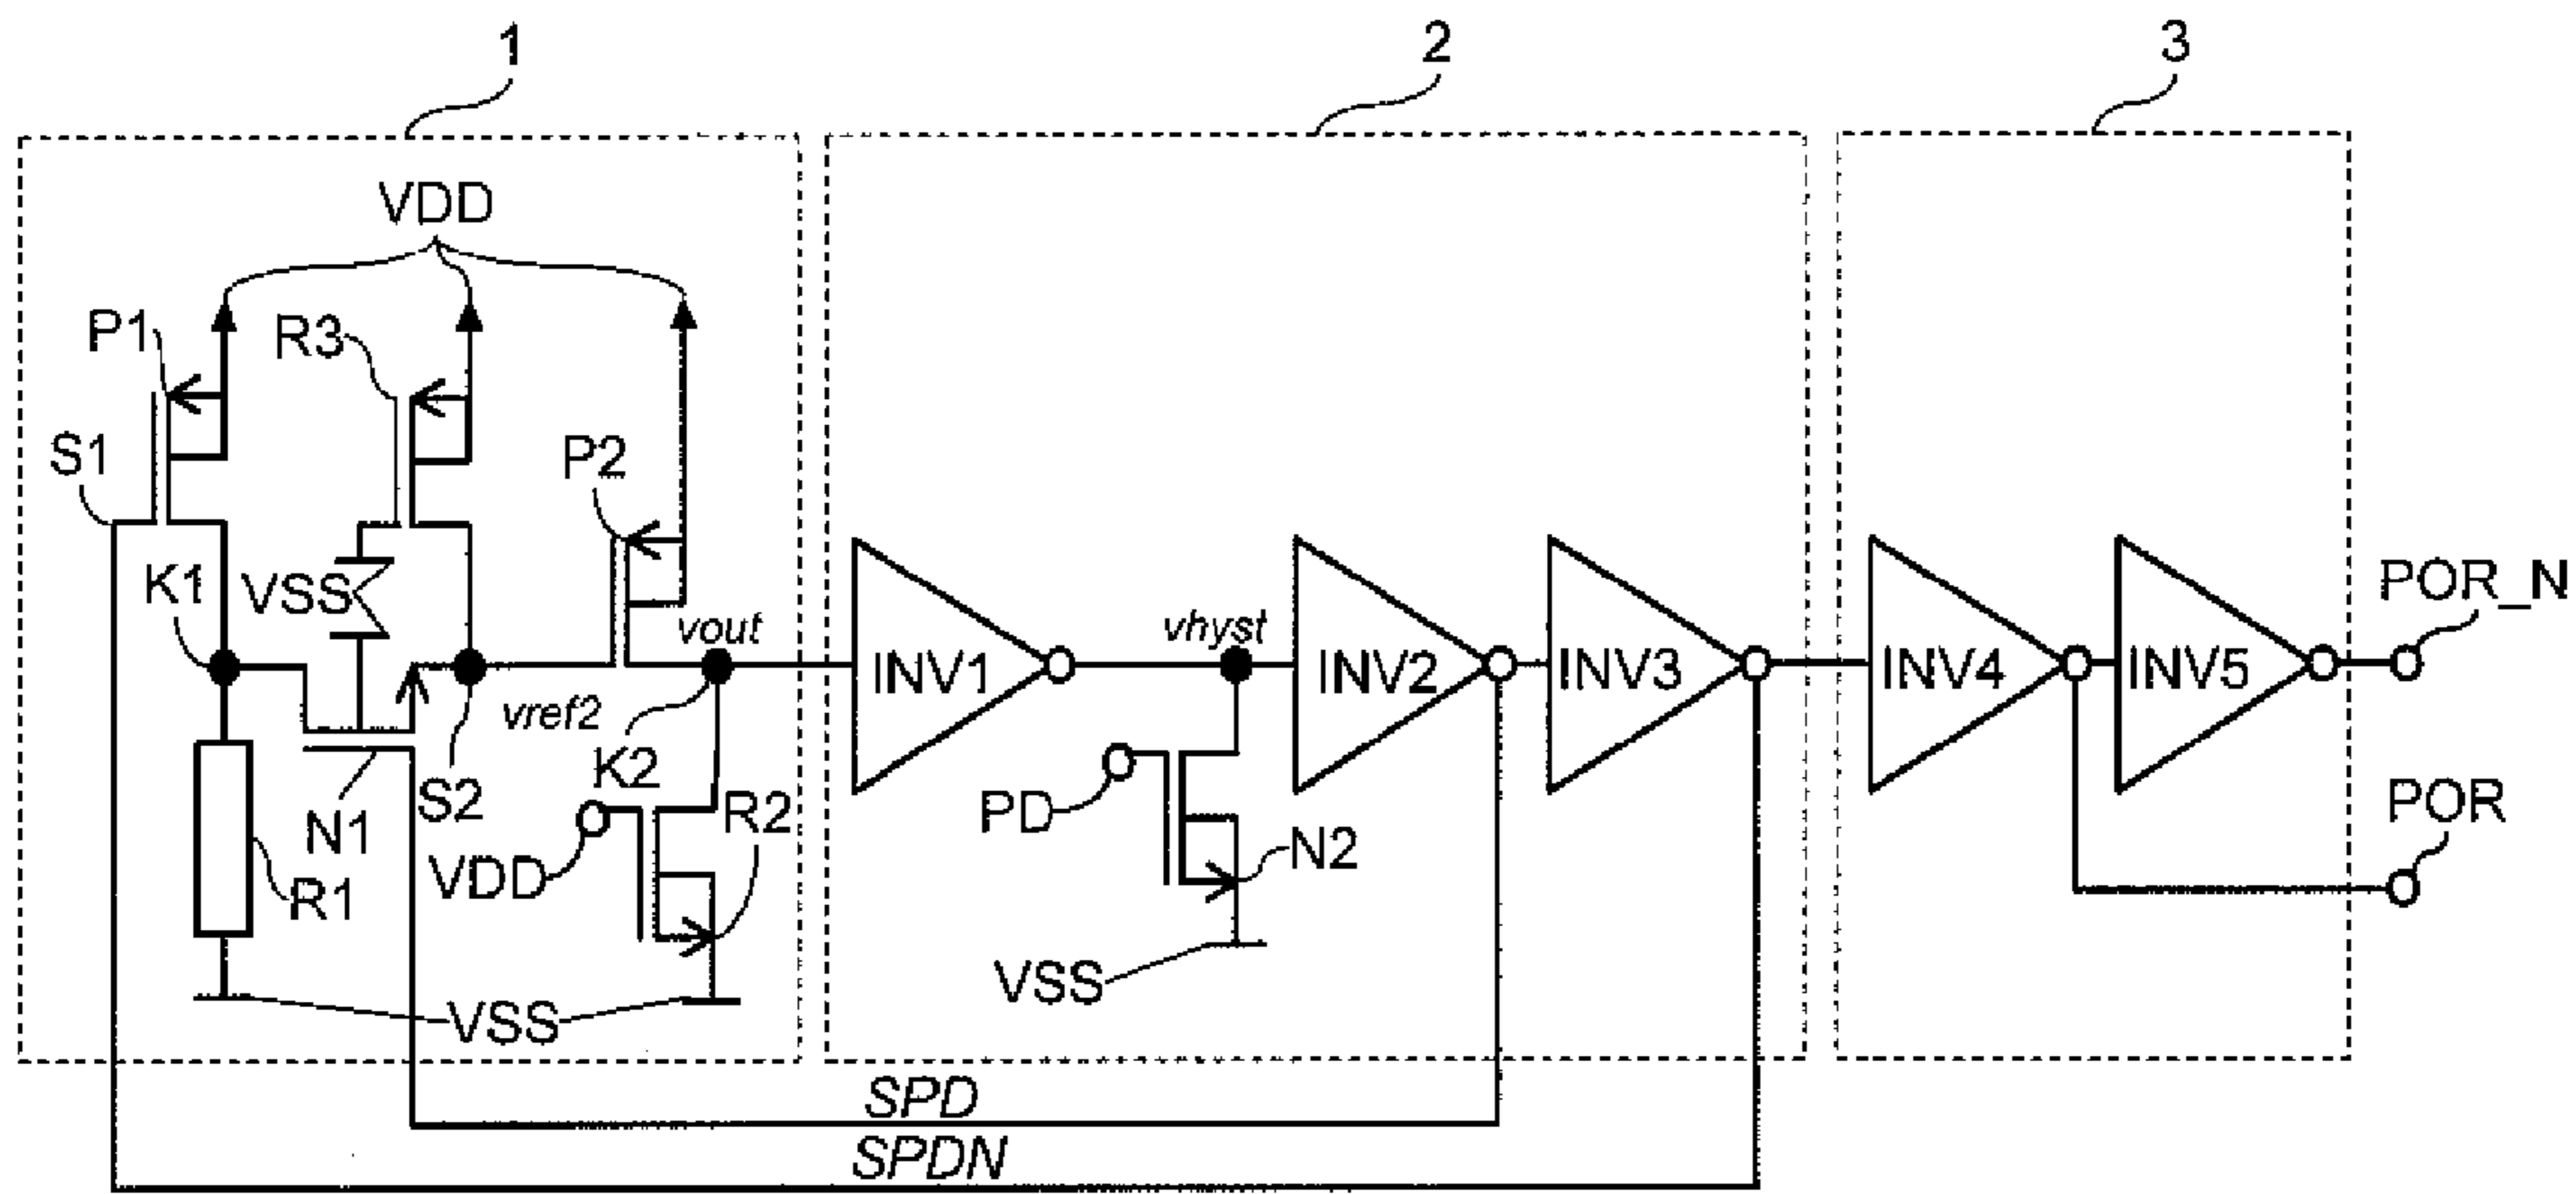 1
2
3
VDD
P1
R3
S1
P2
K1
VSS
vout
vhyst
INV1
INV2
INV3
INV4
INV5
POR_N
vref2
K2
S2
N1
R1
VDD
R2
PD
N2
POR
VSS
VSS
SPD
SPDN